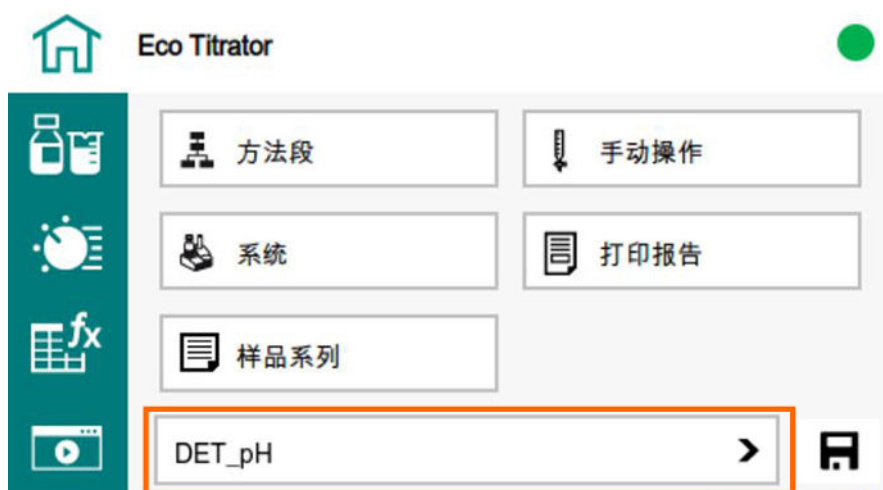 Eco Titrator
方法段
手动操作
系统
打印报告
fx
样品系列
DET_pH